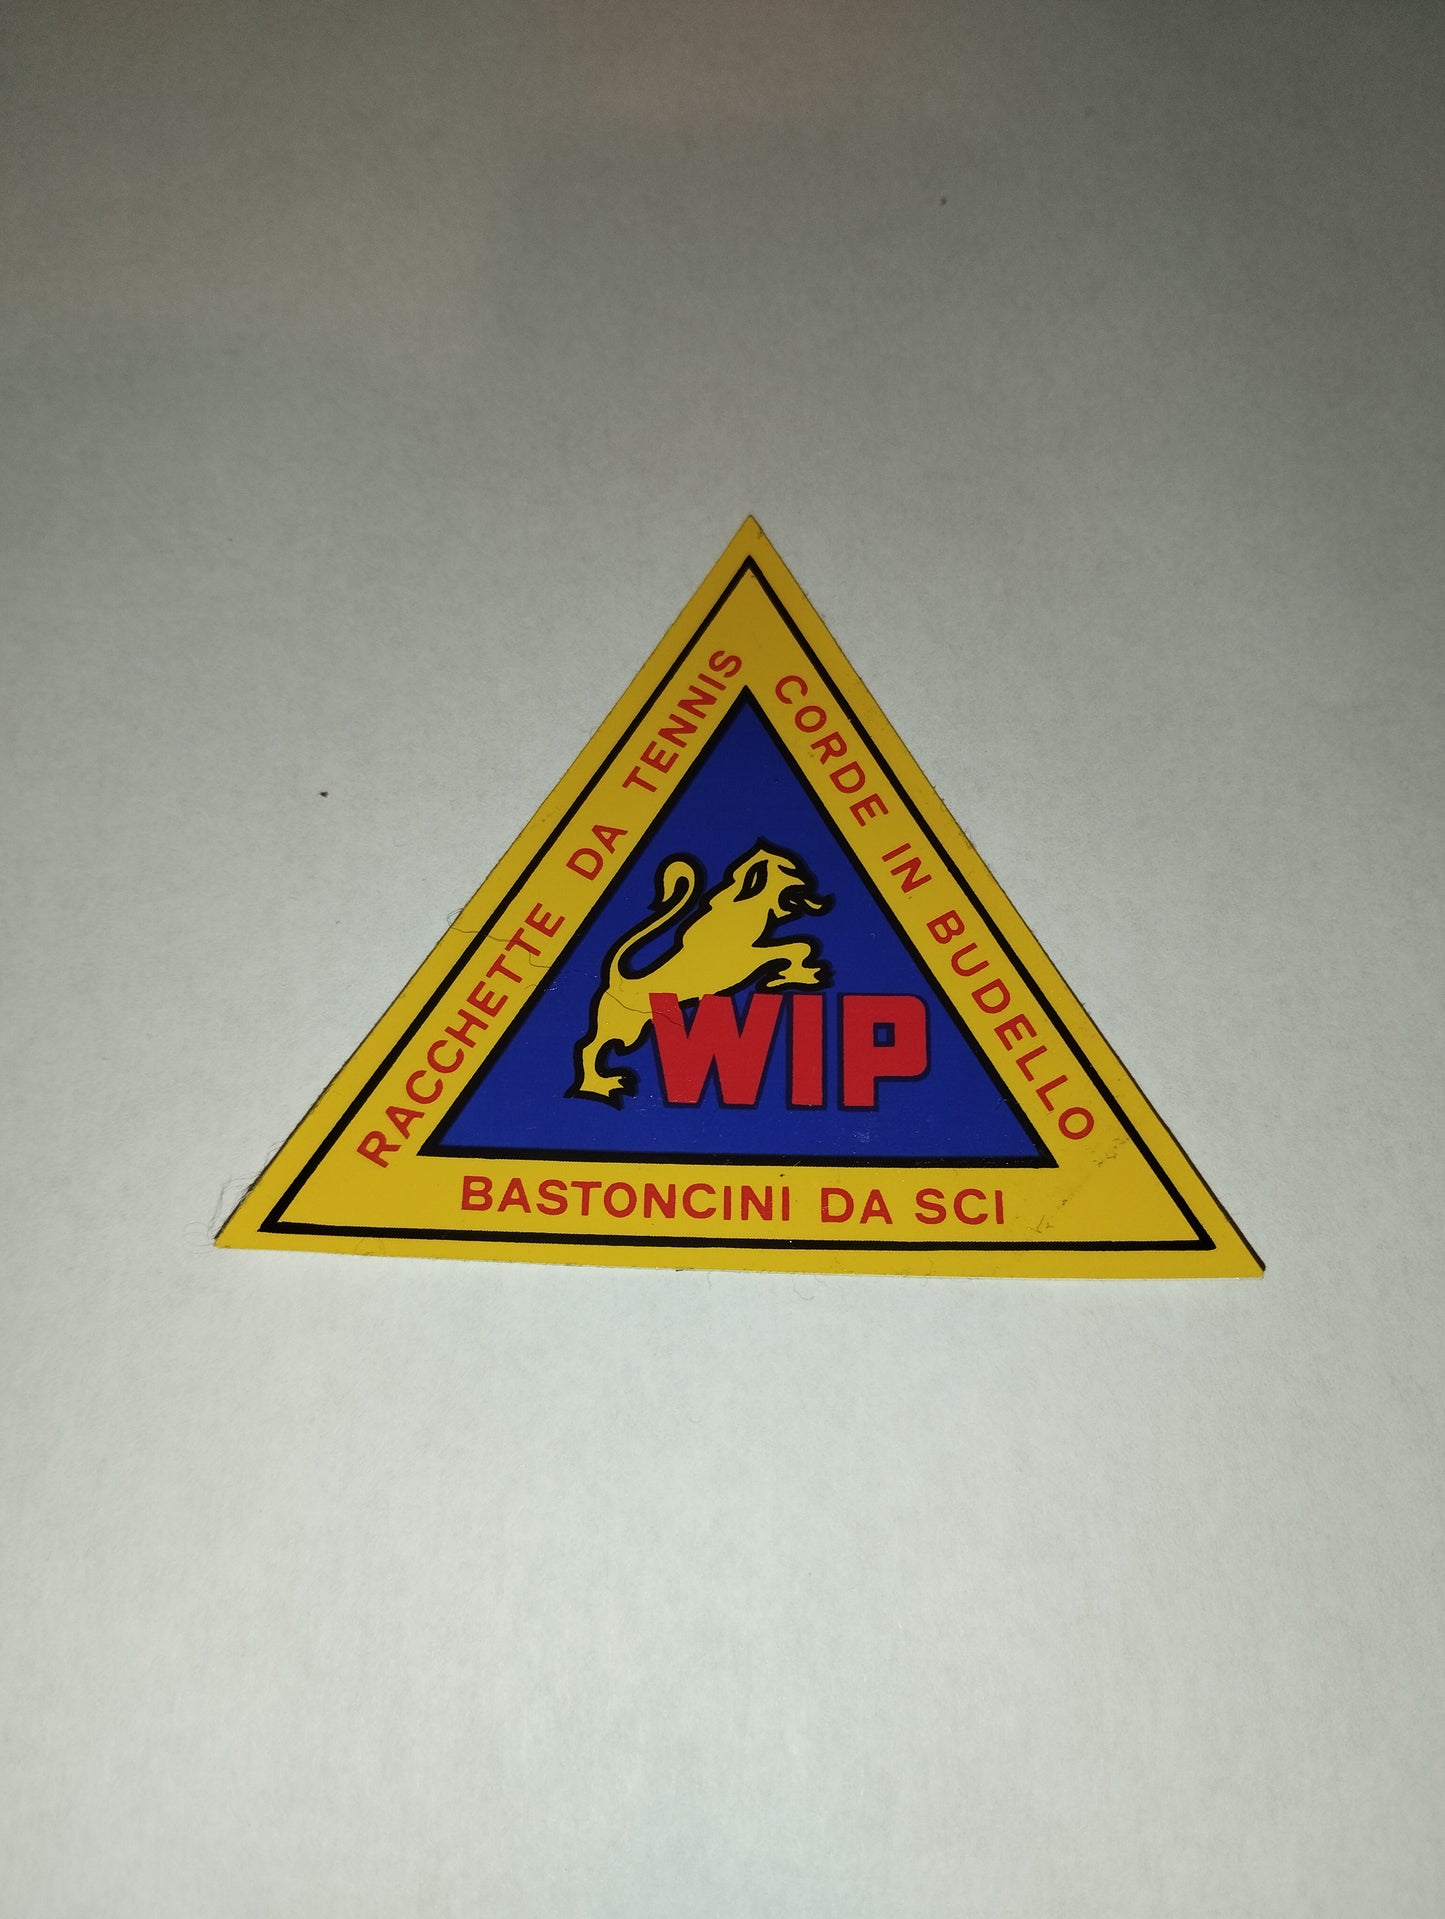 RACCHETTE DA TENNIS
CORDE IN BUDELLO
WIP
BASTONCINI DA SCI